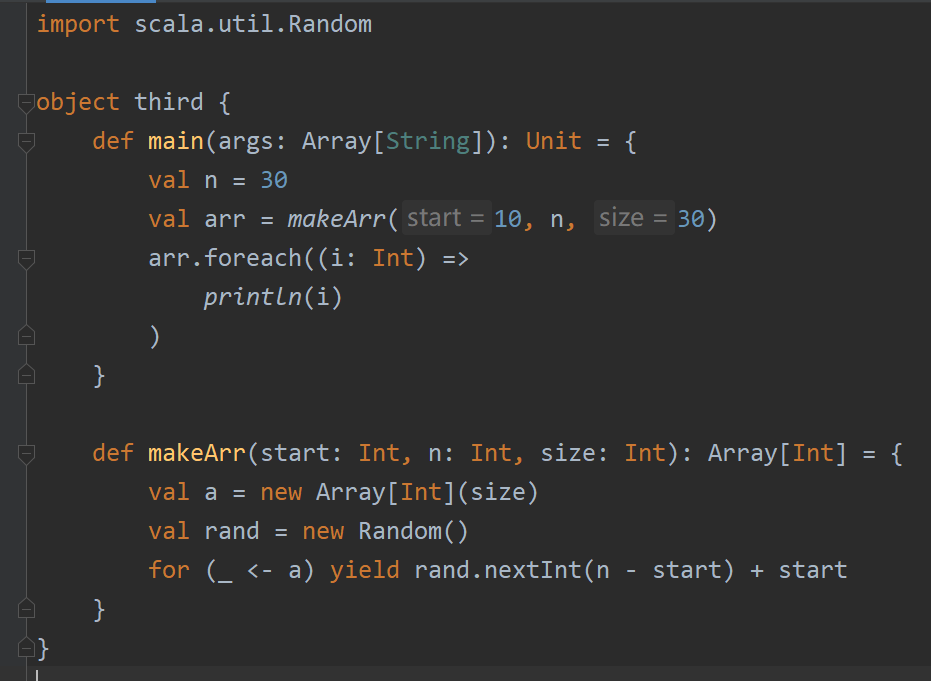 import scala.util.Random
object third {
def main(args: Array[String]): Unit = {
val n = 30
val arr = makeArr( start = 10, n, size = 30)
arr.foreach((i: Int) =>
println(i)
)
}
def makeArr(start: Int, n: Int, size: Int): Array[Int] = {
val a = new Array[Int](size)
val rand = new Random()
for (_ <- a) yield rand.nextInt(n - start) + start
}
}